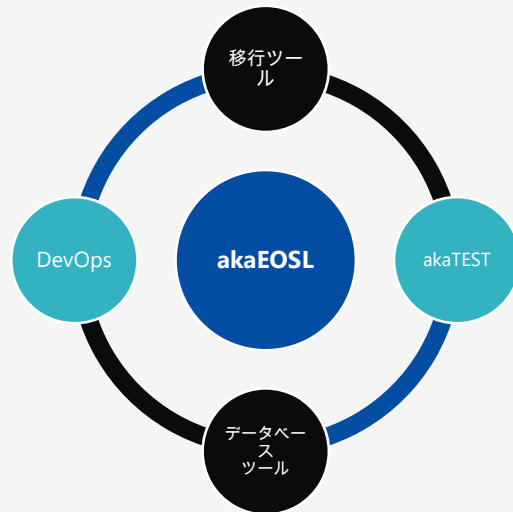 移行ツー
ル
DevOps
akaEOSL
akaTEST
データベー
ス
ツール